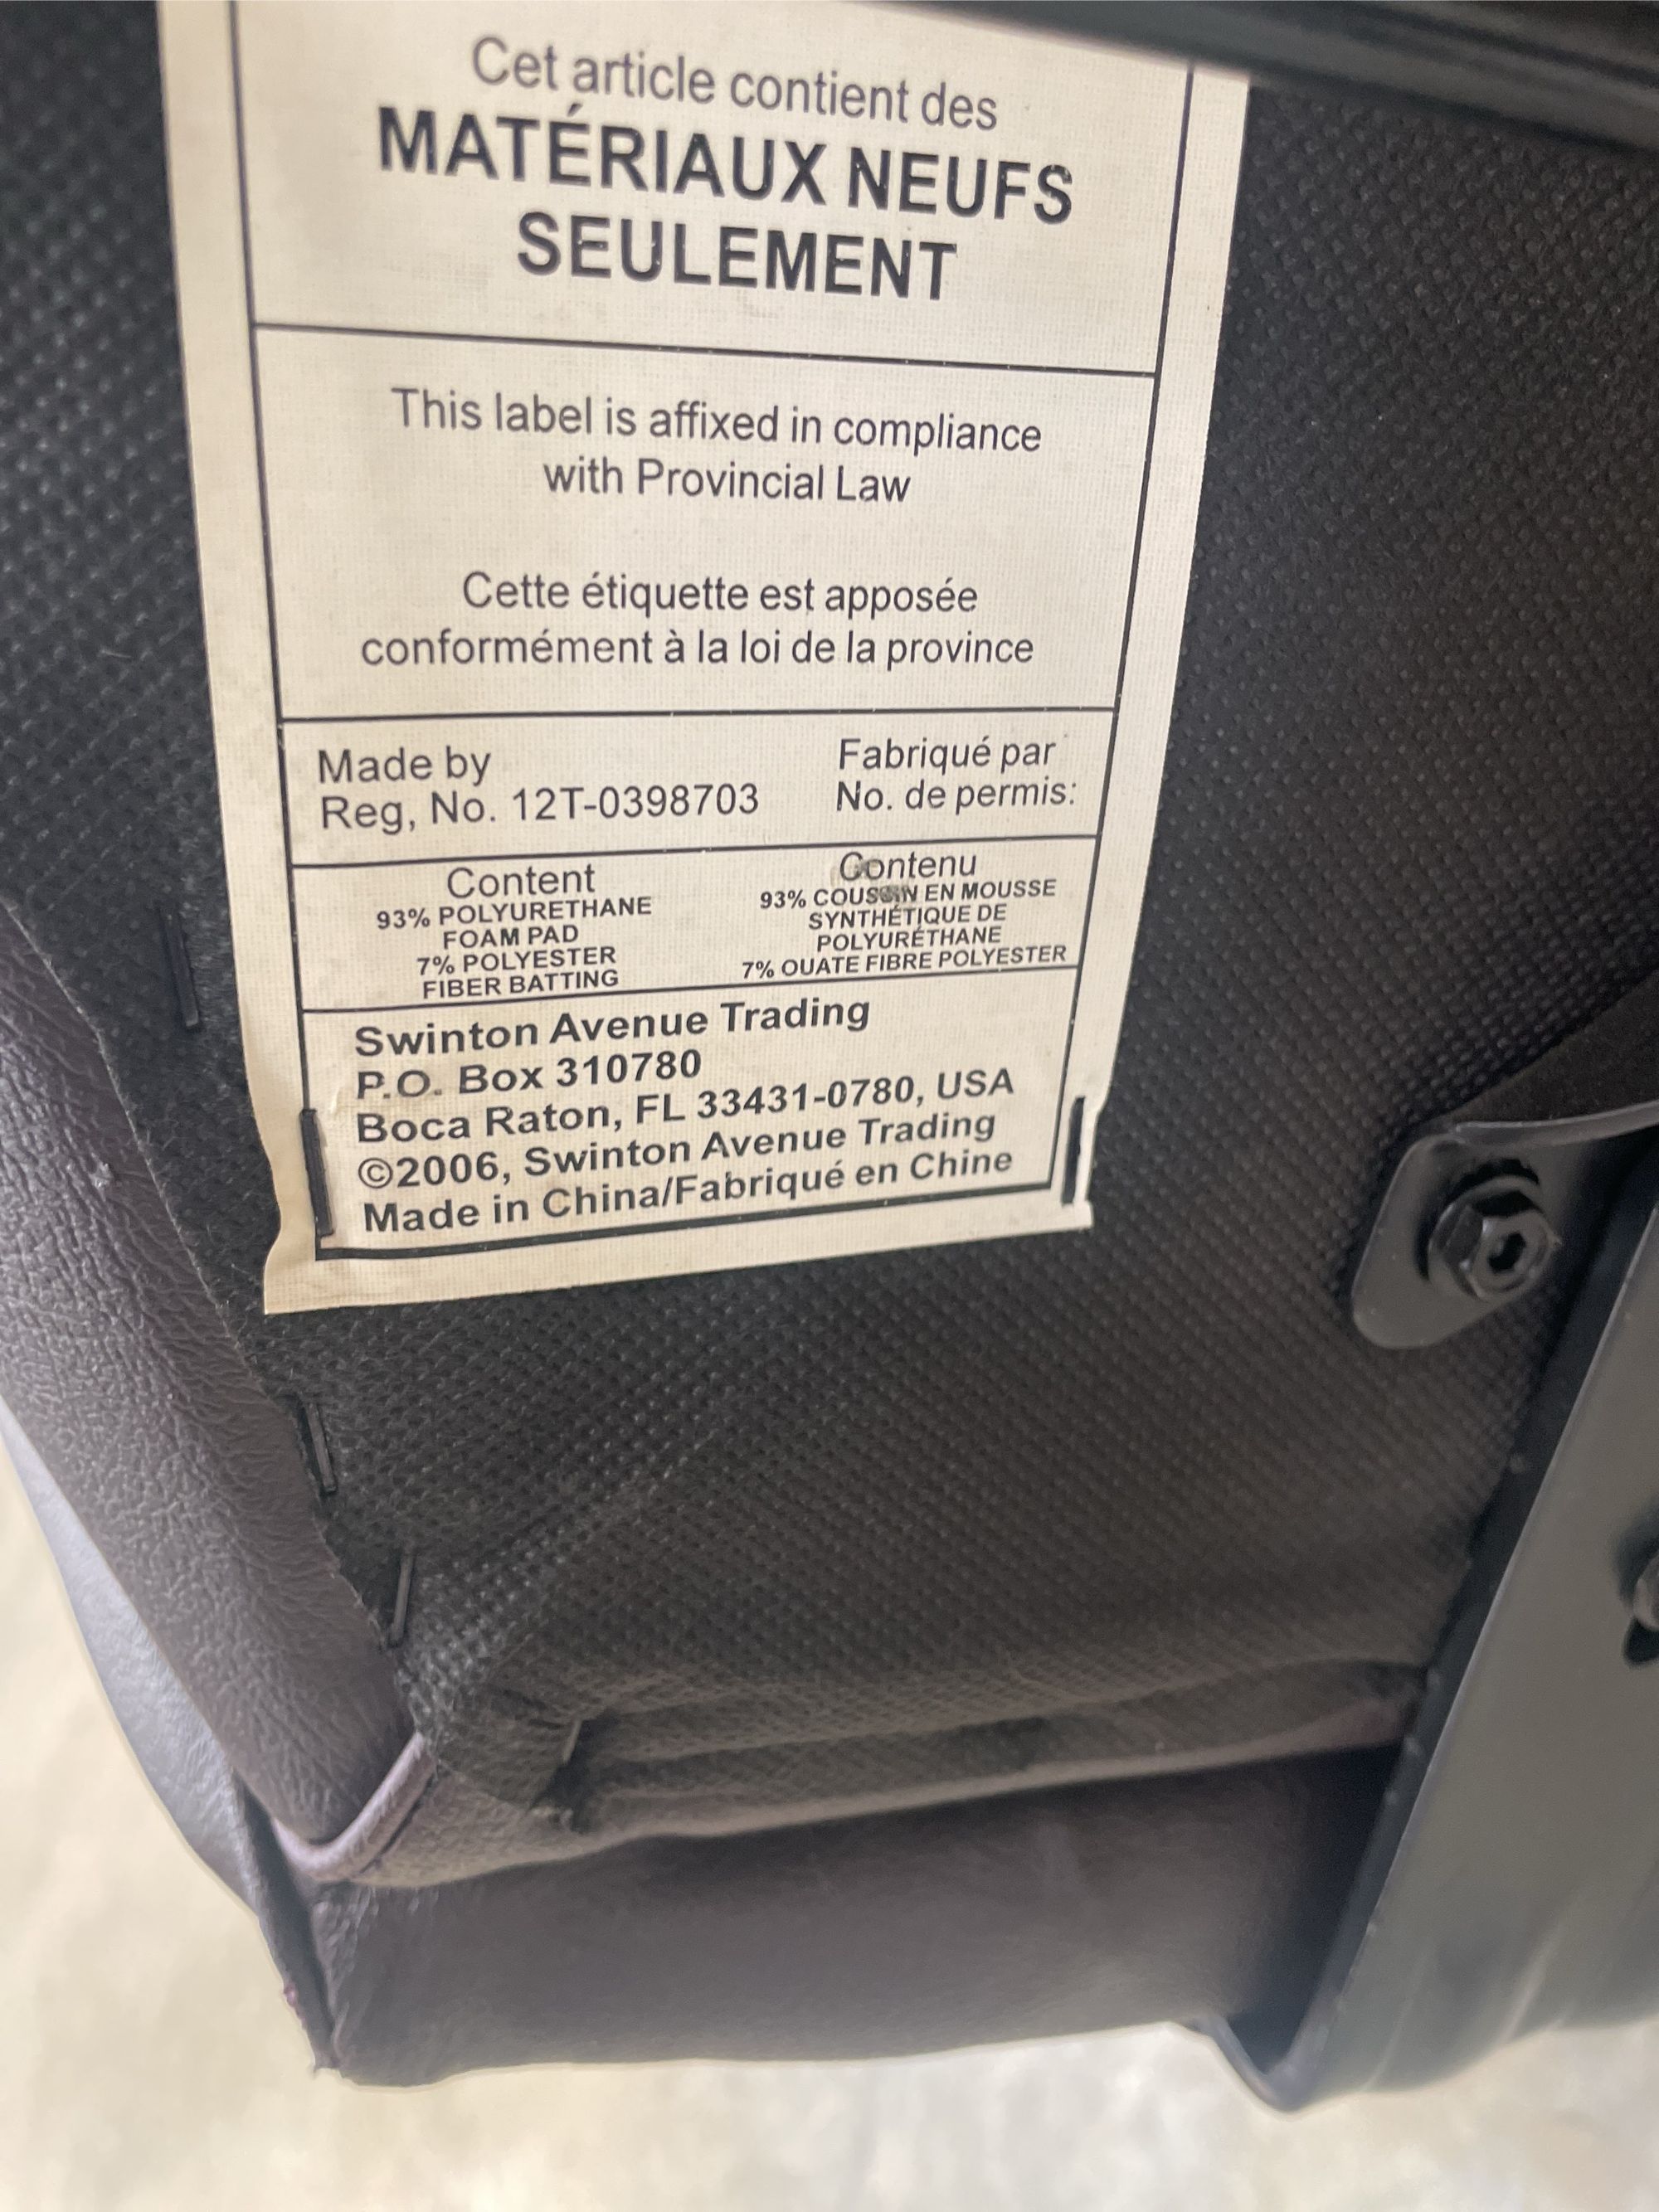 Cet article contient des
MATÉRIAUX NEUFS
SEULEMENT
This label is affixed in compliance
with Provincial Law
Cette étiquette est apposée
conformément à la loi de la province
Made by
Reg, No. 12T-0398703
Fabriqué par
No. de permis:
Content
93% POLYURETHANE
FOAM PAD
7% POLYESTER
FIBER BATTING
Contenu
93% COUSSIN EN MOUSSE
SYNTHÉTIQUE DE
POLYURÉTHANE
7% OUATE FIBRE POLYESTER
Swinton Avenue Trading
P.O. Box 310780
Boca Raton, FL 33431-0780, USA
©2006, Swinton Avenue Trading
Made in China/Fabriqué en Chine